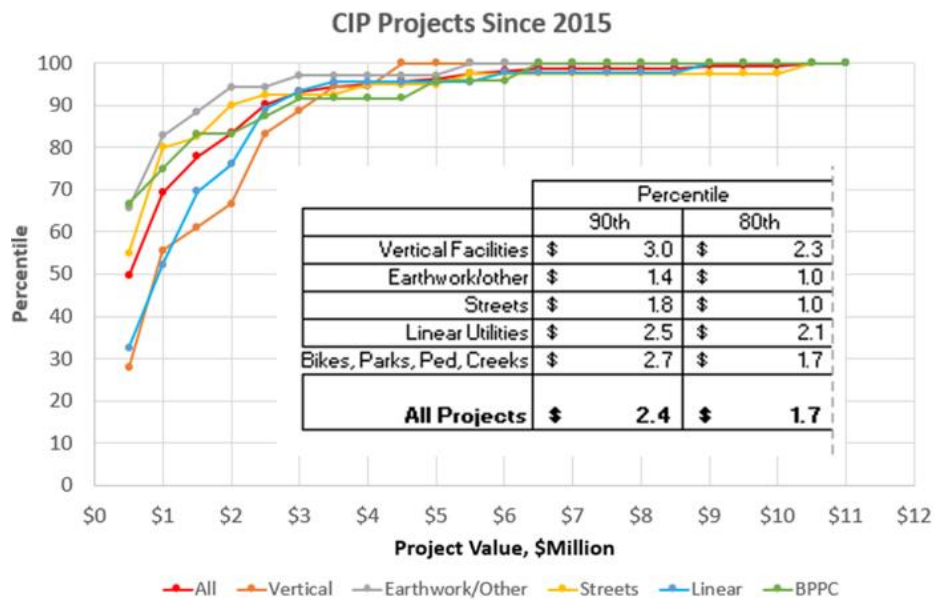 CIP Projects Since 2015
100
90
80
70
60
50
40
30
20
10
0
Percentile
Percentile
90th 80th
Vertical Facilities $ 3.0 $ 2.3
Earthwork/other $ 1.4 $ 1.0
Streets $ 1.8 $ 1.0
Linear Utilities $ 2.5 $ 2.1
Bikes, Parks, Ped, Creeks $ 2.7 $ 1.7
All Projects $ 2.4 $ 1.7
$0 $1 $2 $3 $4 $5 $6 $7 $8 $9 $10 $11 $12
Project Value, $Million
All Vertical Earthwork/Other Streets Linear BPPC